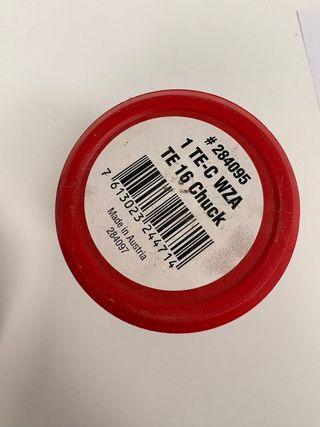 # 284095
1 TE-C WZA
TE 16 Chuck
7 613023 244714
Made in Austria
284097